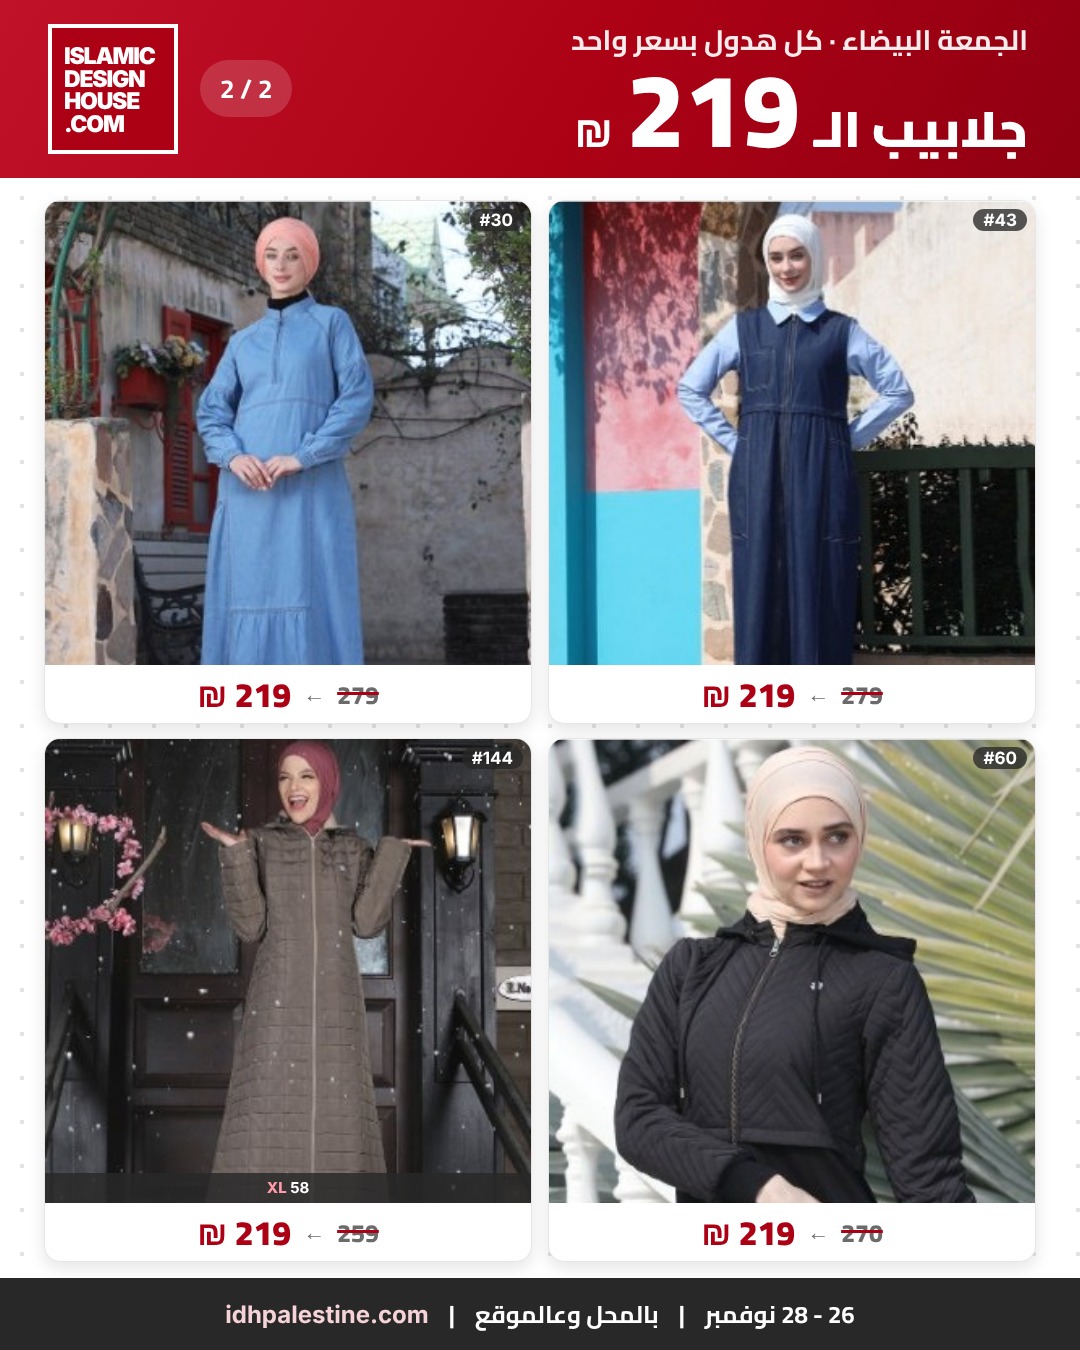 الجمعة البيضاء · كل هدول بسعر واحد
جلابيب الـ 219 ₪
2 / 2
ISLAMIC
DESIGN
HOUSE
.COM
#43
279 ← 219 ₪
#30
279 ← 219 ₪
#60
270 ← 219 ₪
#144
XL 58
259 ← 219 ₪
26 - 28 نوفمبر | بالمحل وعالموقع | idhpalestine.com